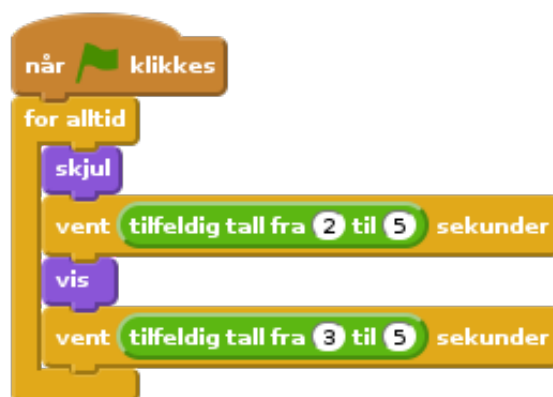 når klikkes
for alltid
skjul
vent tilfeldig tall fra 2 til 5 sekunder
vis
vent tilfeldig tall fra 3 til 5 sekunder